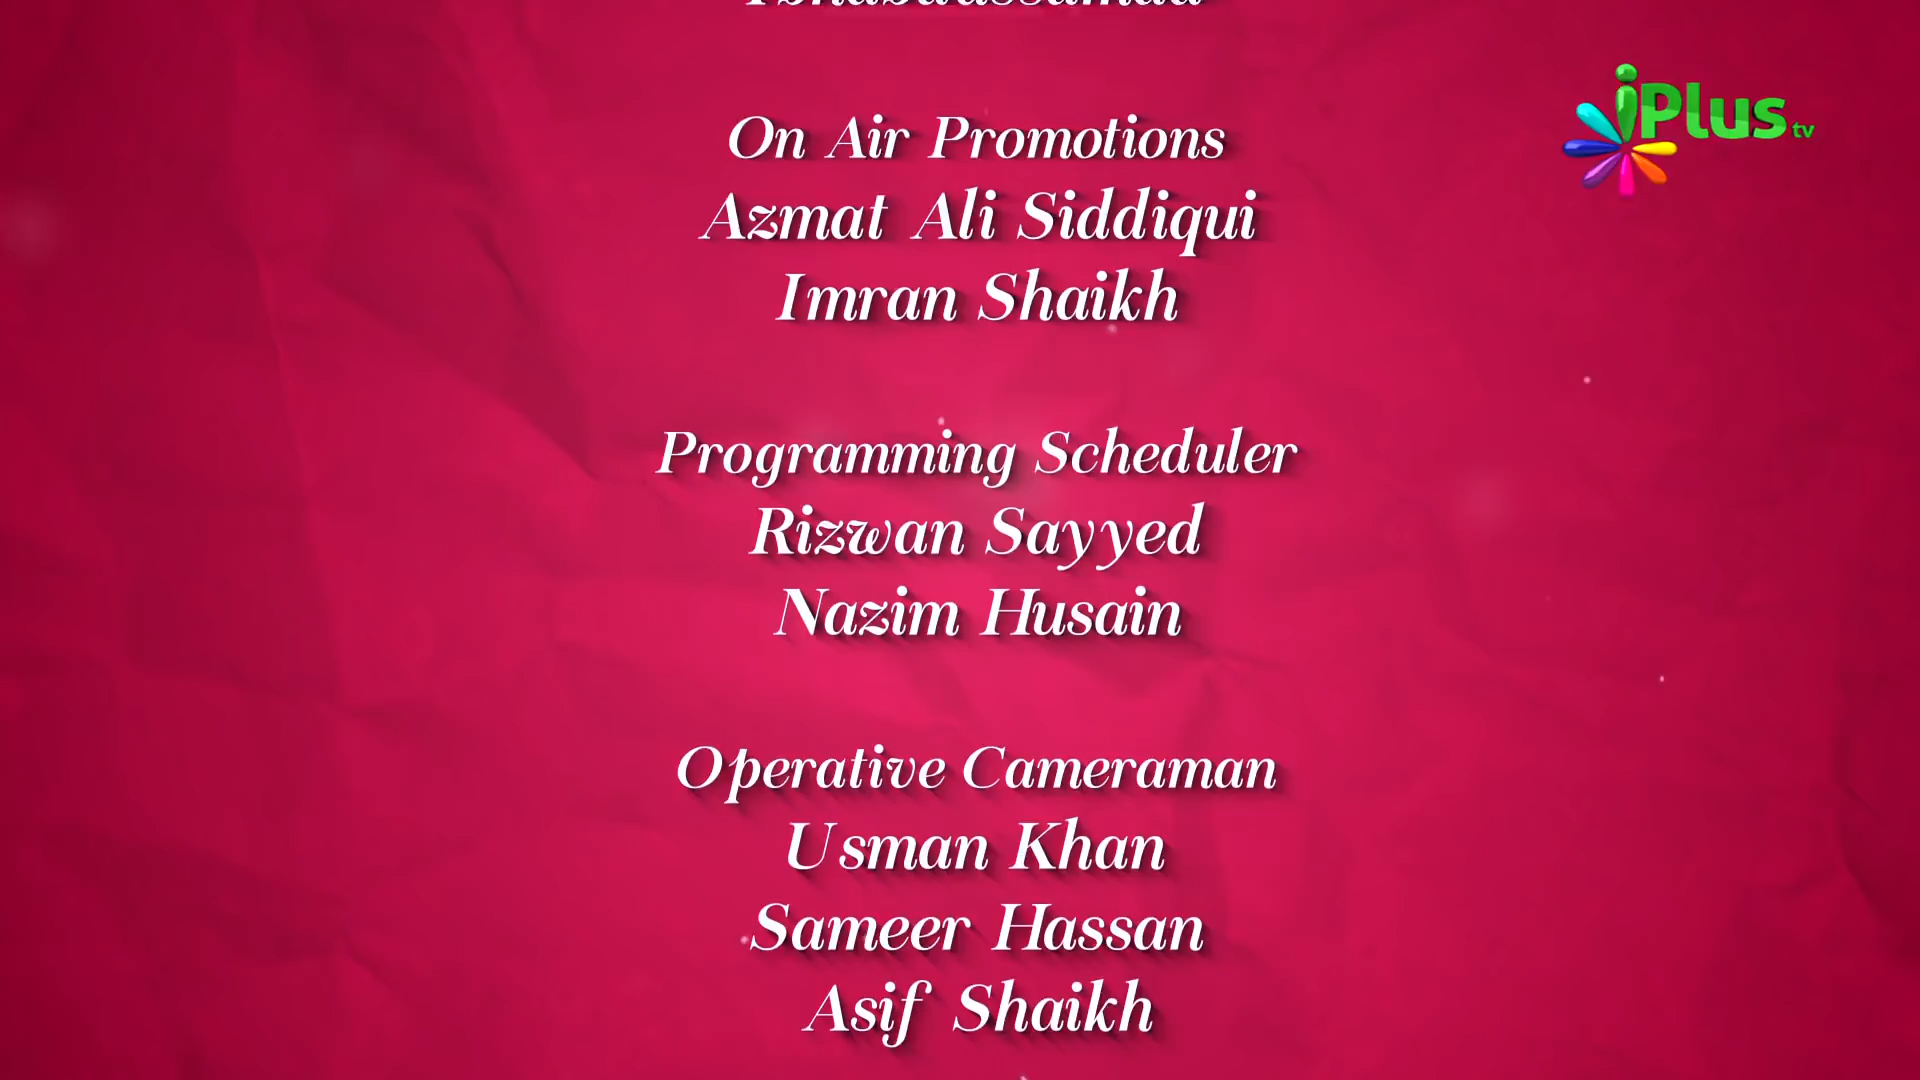 iPlus tv
On Air Promotions
Azmat Ali Siddiqui
Imran Shaikh
Programming Scheduler
Rizwan Sayyed
Nazim Husain
Operative Cameraman
Usman Khan
Sameer Hassan
Asif Shaikh